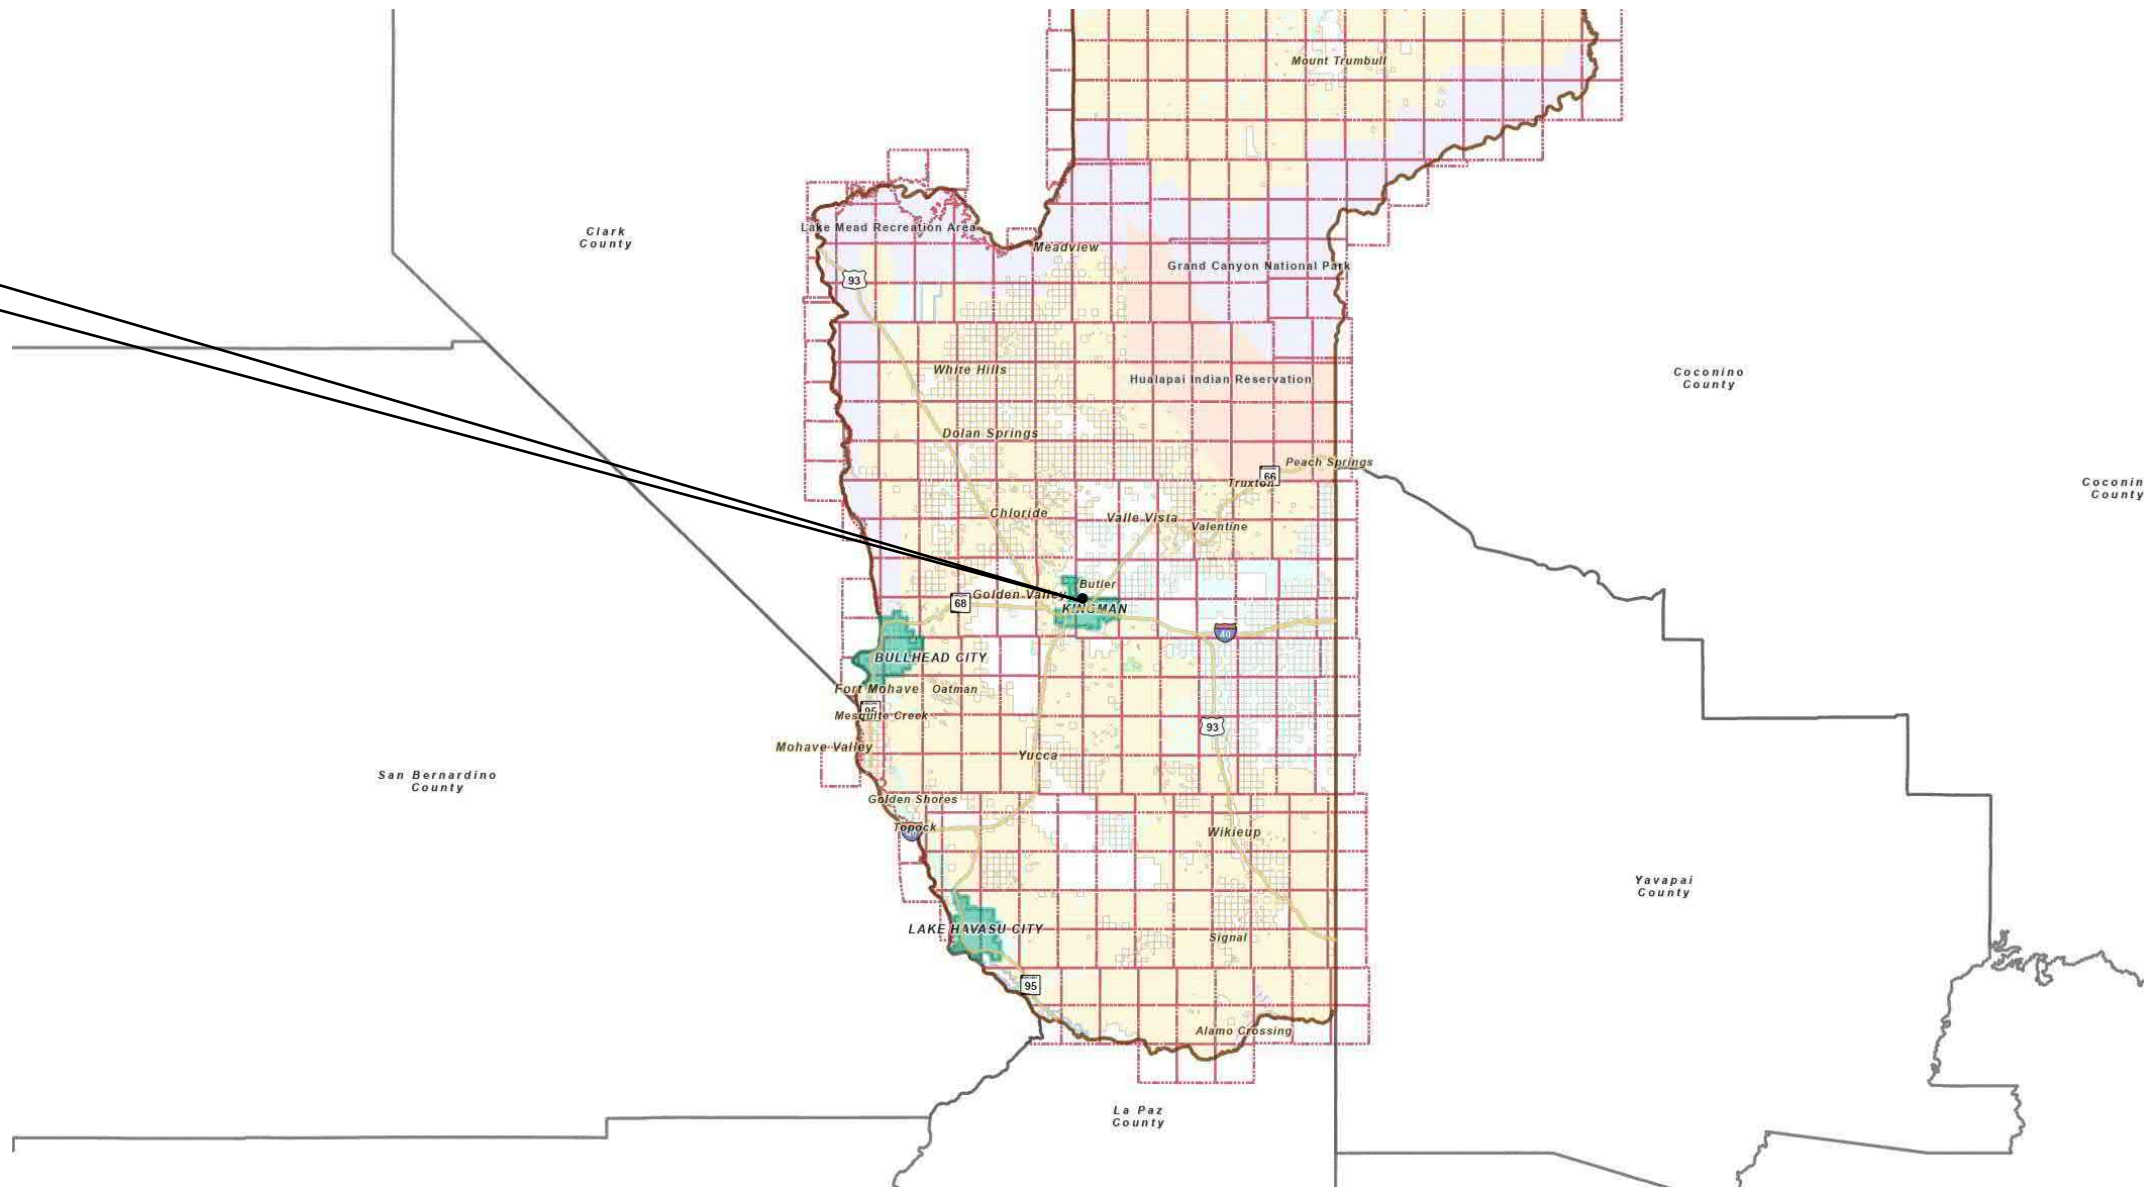 Mount Trumbull
Lake Mead Recreation Area
Clark
County
Meadview
Grand Canyon National Park
93
White Hills
Hualapai Indian Reservation
Coconino
County
Dolan Springs
Peach Springs
66
Truxton
Coconin
County
Chloride
Valle Vista
Valentine
Butler
Golden Valley
68
KINGMAN
40
BULLHEAD CITY
Fort Mohave
Oatman
95
Mesquite Creek
93
Mohave Valley
Yucca
San Bernardino
County
Golden Shores
Topock
Wikieup
Yavapai
County
LAKE HAVASU CITY
Signal
95
Alamo Crossing
La Paz
County